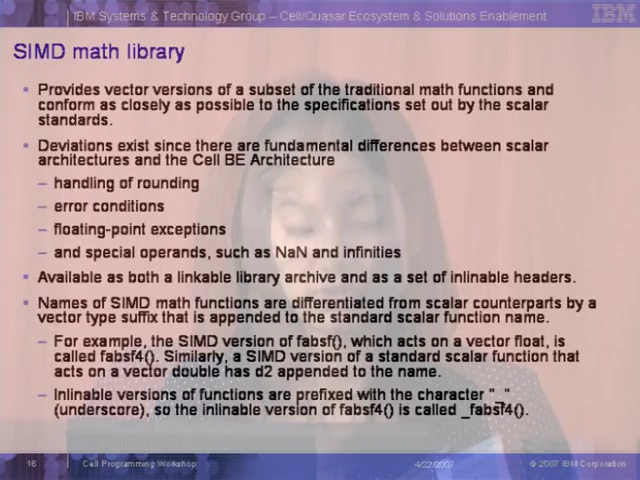 IBM Systems & Technology Group – Cell/Quasar Ecosystem & Solutions Enablement
IBM
SIMD math library
Provides vector versions of a subset of the traditional math functions and
conform as closely as possible to the specifications set out by the scalar
standards.
Deviations exist since there are fundamental differences between scalar
architectures and the Cell BE Architecture
– handling of rounding
– error conditions
– floating-point exceptions
– and special operands, such as NaN and infinities
Available as both a linkable library archive and as a set of inlinable headers.
Names of SIMD math functions are differentiated from scalar counterparts by a
vector type suffix that is appended to the standard scalar function name.
– For example, the SIMD version of fabsf(), which acts on a vector float, is
called fabsf4(). Similarly, a SIMD version of a standard scalar function that
acts on a vector double has d2 appended to the name.
– Inlinable versions of functions are prefixed with the character "_"
(underscore), so the inlinable version of fabsf4() is called _fabsf4().
16 Cell Programming Workshop 4/22/2007 © 2007 IBM Corporation